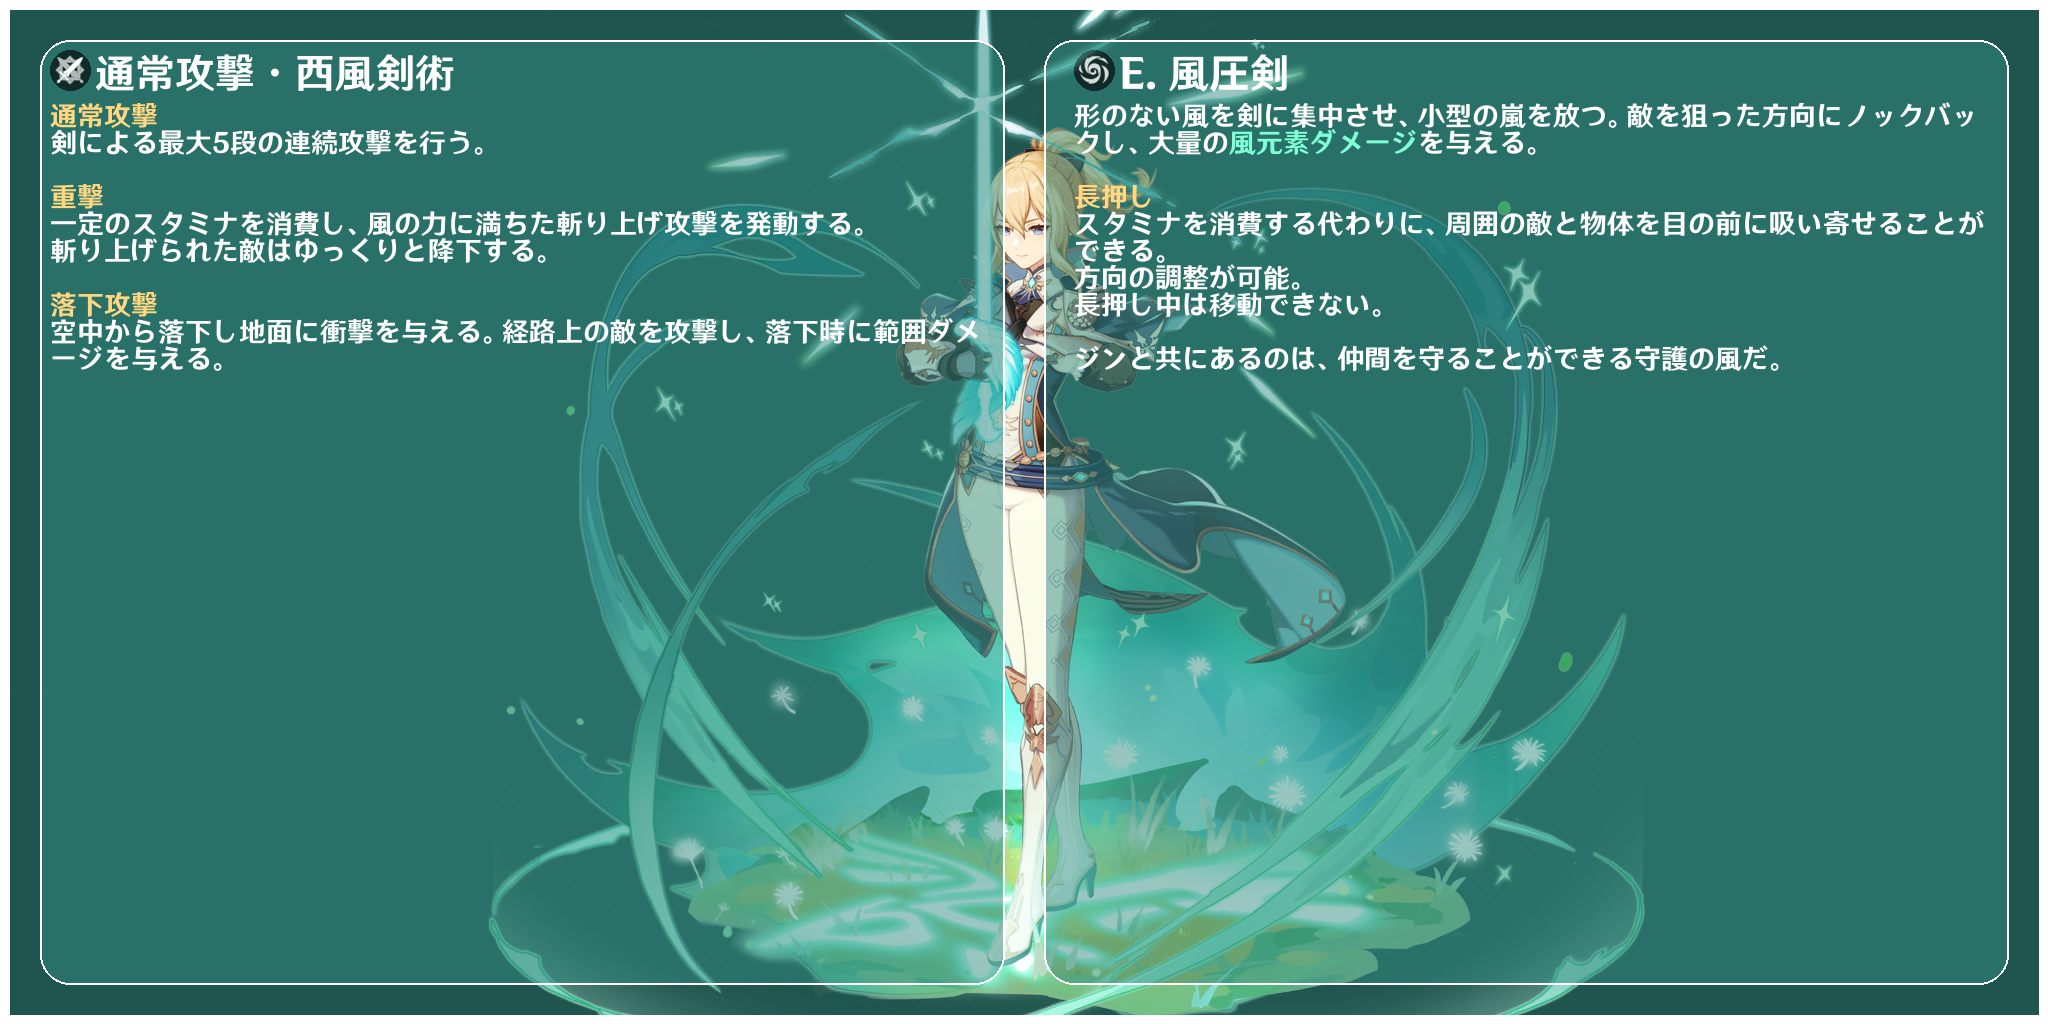 通常攻撃・西風剣術
通常攻撃
剣による最大5段の連続攻撃を行う。
重撃
一定のスタミナを消費し、風の力に満ちた斬り上げ攻撃を発動する。
斬り上げられた敵はゆっくりと降下する。
落下攻撃
空中から落下し地面に衝撃を与える。経路上の敵を攻撃し、落下時に範囲ダメ
ージを与える。
E. 風圧剣
形のない風を剣に集中させ、小型の嵐を放つ。敵を狙った方向にノックバッ
クし、大量の風元素ダメージを与える。
長押し
スタミナを消費する代わりに、周囲の敵と物体を目の前に吸い寄せることが
できる。
方向の調整が可能。
長押し中は移動できない。
ジンと共にあるのは、仲間を守ることができる守護の風だ。